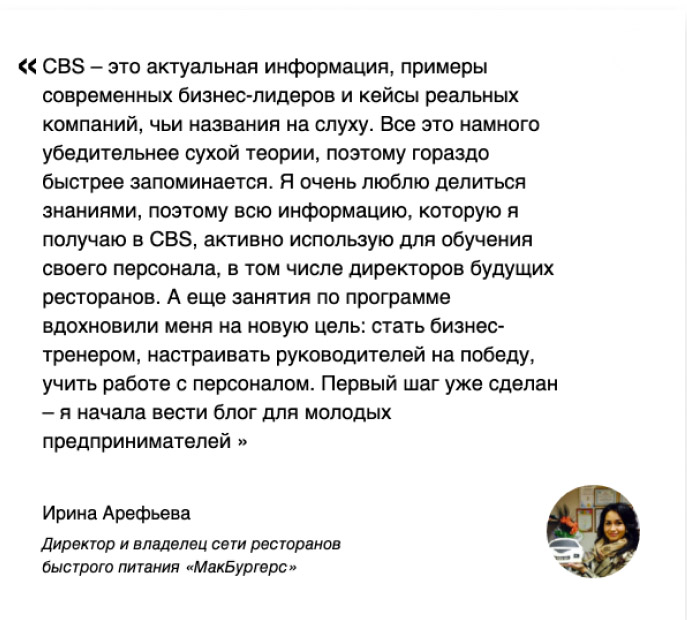 « CBS – это актуальная информация, примеры
современных бизнес-лидеров и кейсы реальных
компаний, чьи названия на слуху. Все это намного
убедительнее сухой теории, поэтому гораздо
быстрее запоминается. Я очень люблю делиться
знаниями, поэтому всю информацию, которую я
получаю в CBS, активно использую для обучения
своего персонала, в том числе директоров будущих
ресторанов. А еще занятия по программе
вдохновили меня на новую цель: стать бизнес-
тренером, настраивать руководителей на победу,
учить работе с персоналом. Первый шаг уже сделан
– я начала вести блог для молодых
предпринимателей »
Ирина Арефьева
Директор и владелец сети ресторанов
быстрого питания «МакБургерс»